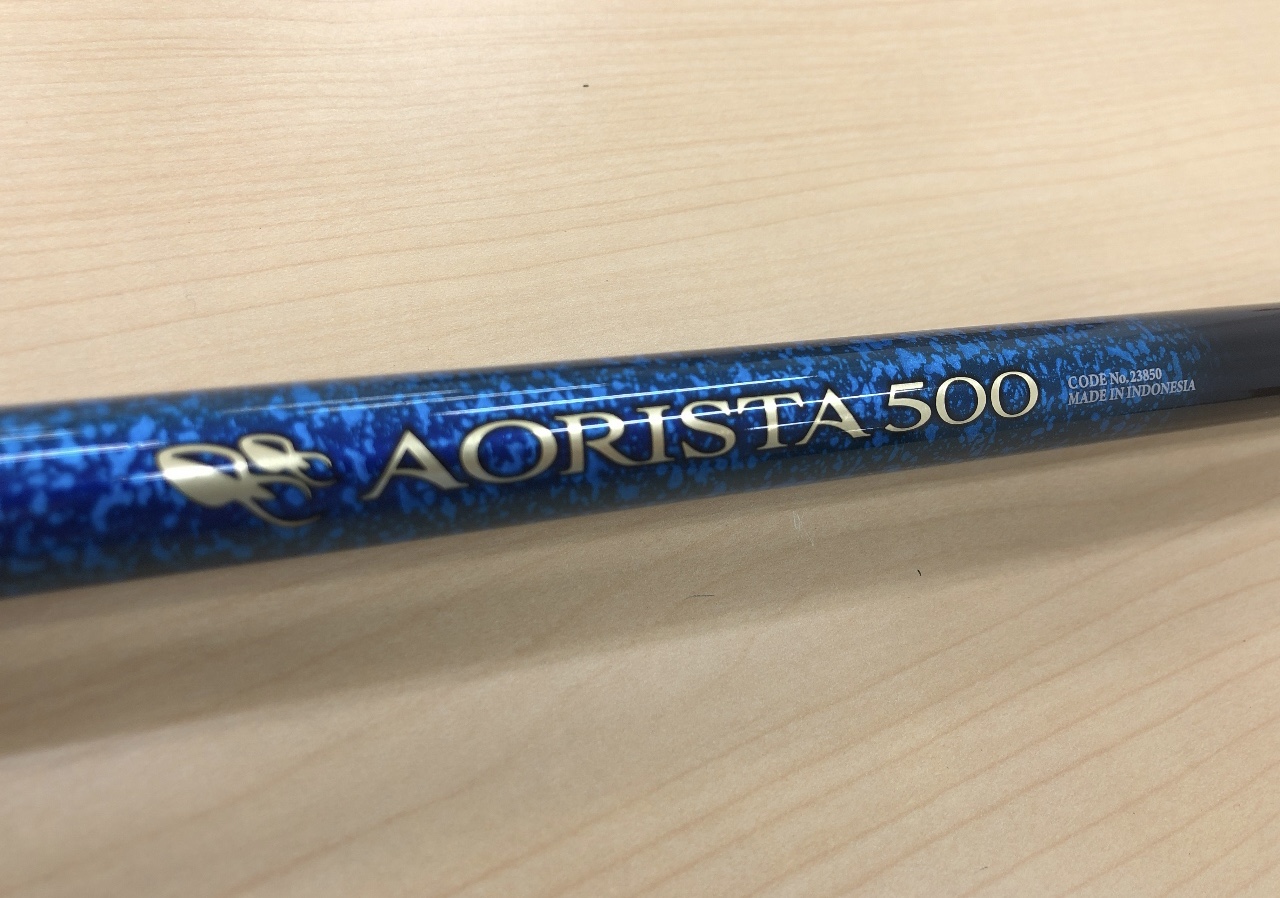 AORISTA 500
CODE No.23850
MADE IN INDONESIA